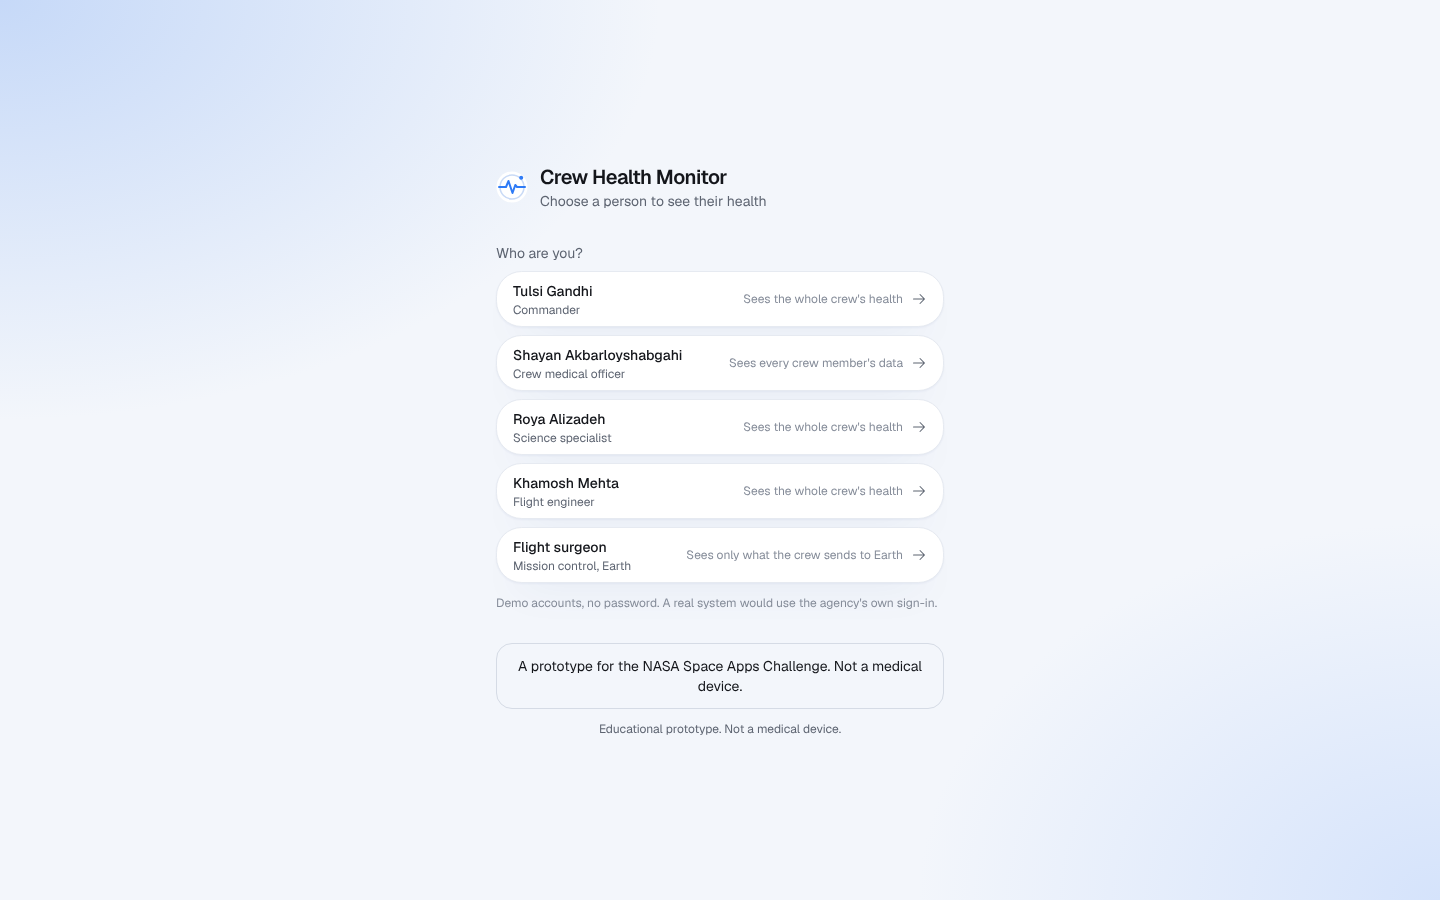 Crew Health Monitor
Choose a person to see their health
Who are you?
Tulsi Gandhi
Commander
Sees the whole crew's health
Shayan Akbarloyshabgahi
Crew medical officer
Sees every crew member's data
Roya Alizadeh
Science specialist
Sees the whole crew's health
Khamosh Mehta
Flight engineer
Sees the whole crew's health
Flight surgeon
Mission control, Earth
Sees only what the crew sends to Earth
Demo accounts, no password. A real system would use the agency's own sign-in.
A prototype for the NASA Space Apps Challenge. Not a medical
device.
Educational prototype. Not a medical device.